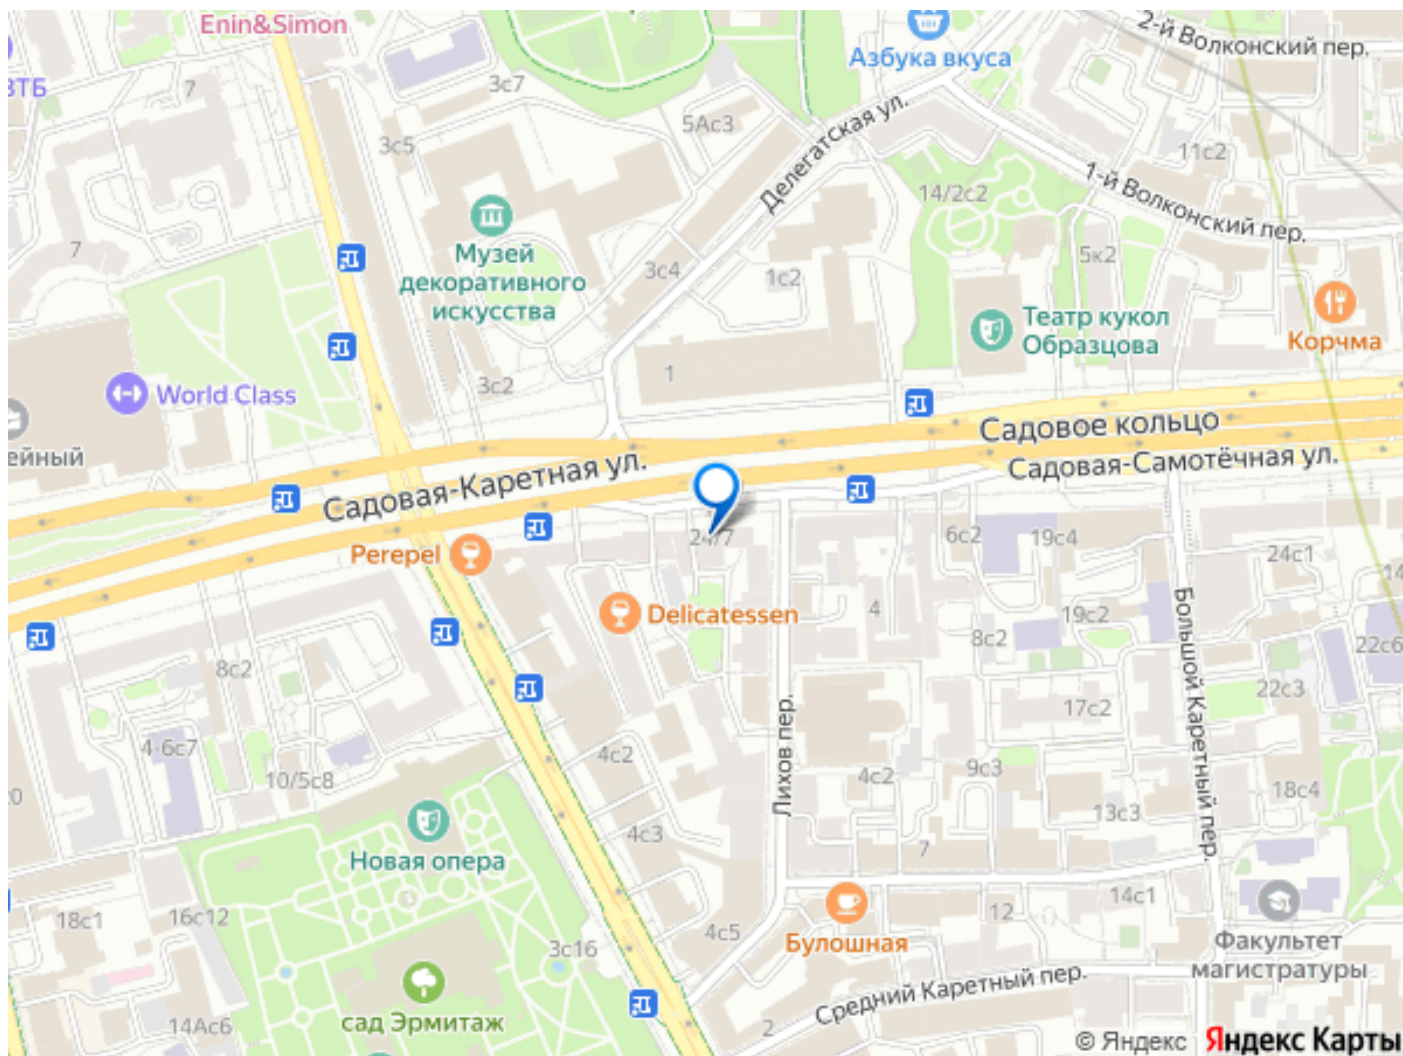 Enin&Simon
2-й Волконский пер.
Азбука вкуса
ВТБ
7
3с7
5Ас3
Делегатская ул.
3с5
11с2
1-й Волконский пер.
14/2с2
Музей
декоративного
искусства
7
3с4
1с2
5к2
Театр кукол
Образцова
Корчма
World Class
3с2
1
ейный
Садовое кольцо
Садовая-Каретная ул.
Садовая-Самотёчная ул.
Perepel
24/7
6с2
19с4
24с1
14
Delicatessen
4
19с2
8с2
22с6
8с2
Большой Каретный пер.
22с3
17с2
Лихов пер.
4-6с7
4с2
10/5с8
4с2
9с3
18с4
20
13с3
4с3
7
Новая опера
14с1
18с1
16с12
12
4с5
Булошная
3с16
Факультет
магистратуры
Средний Каретный пер.
сад Эрмитаж
14Ас6
2
© Яндекс Яндекс Карты